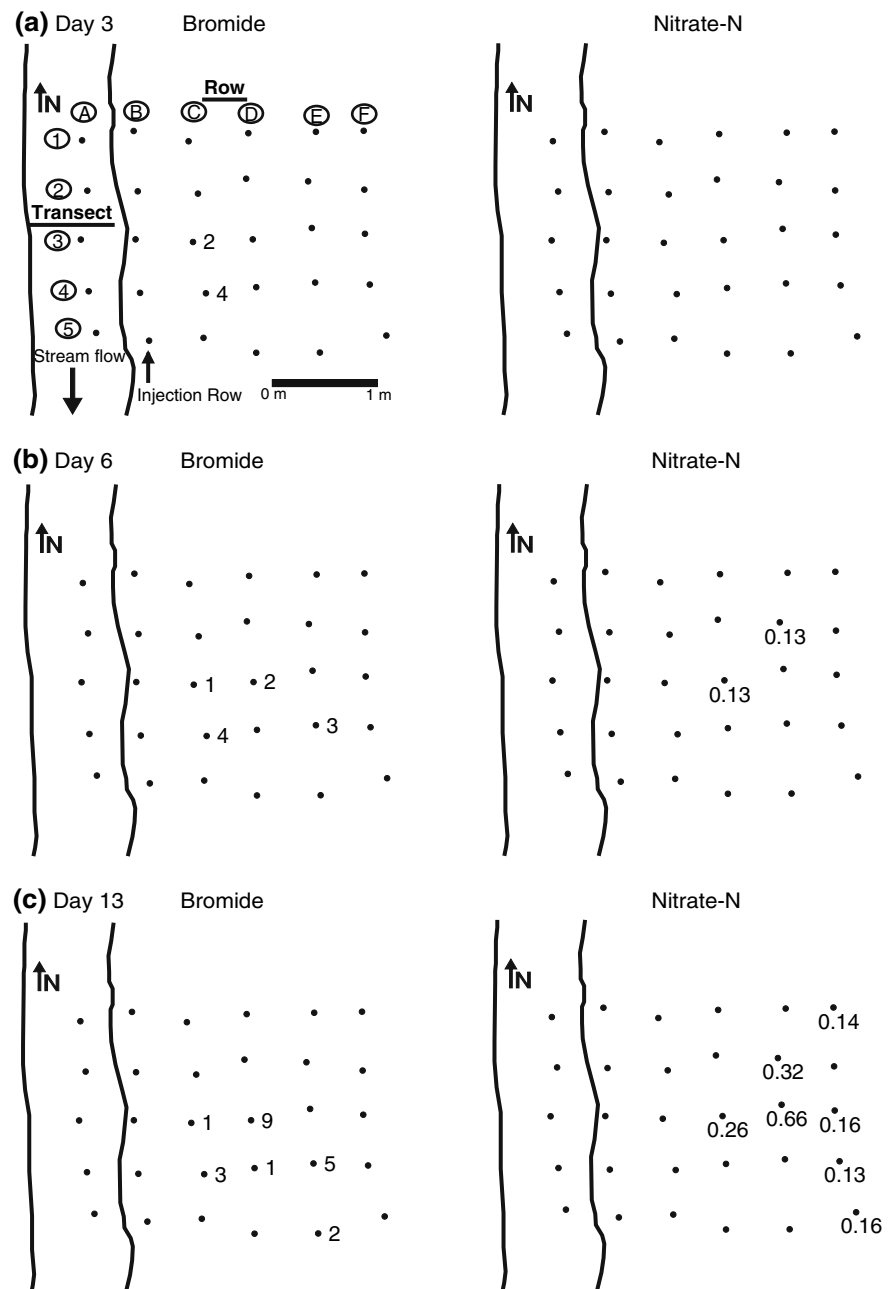 (a) Day 3 Bromide Nitrate-N
Row
N N
A B C D E F
1
2
Transect
3 2
4 4
5
Stream flow
Injection Row 0 m 1 m
(b) Day 6 Bromide Nitrate-N
N N
0.13
1 2 0.13
4 3
(c) Day 13 Bromide Nitrate-N
N N
0.14
0.32
1 9 0.26 0.66 0.16
3 1 5 0.13
2 0.16